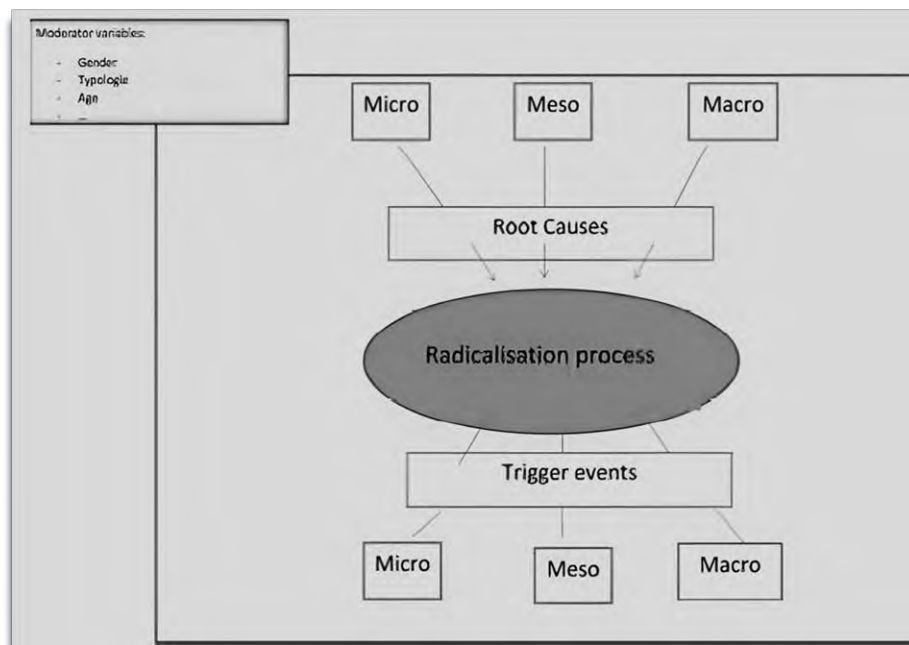 Moderator variables:
- Gender
- Typologie
- Age
- ...
Micro
Meso
Macro
Root Causes
Radicalisation process
Trigger events
Micro
Meso
Macro